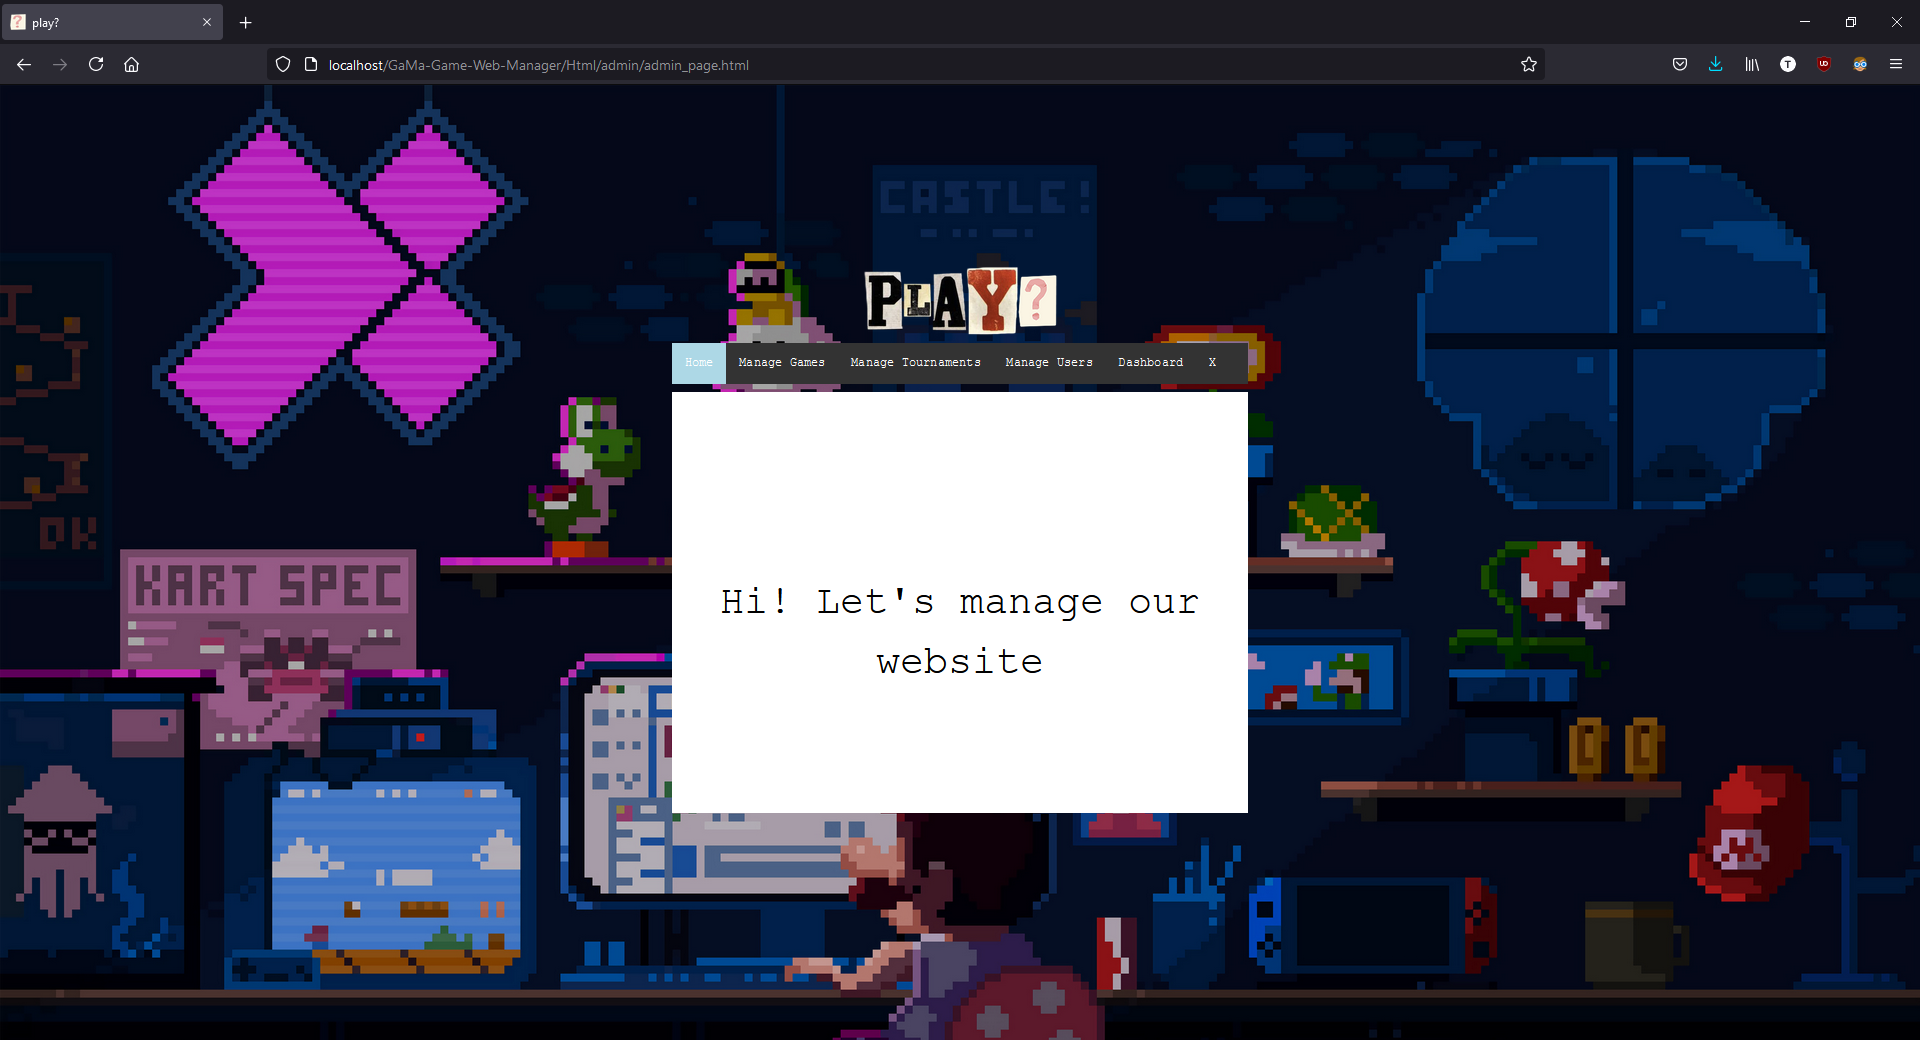 play?
localhost/GaMa-Game-Web-Manager/Html/admin/admin_page.html
CASTLE!
PLAY?
Home Manage Games Manage Tournaments Manage Users Dashboard X
Hi! Let's manage our
website
DK
KART SPEC